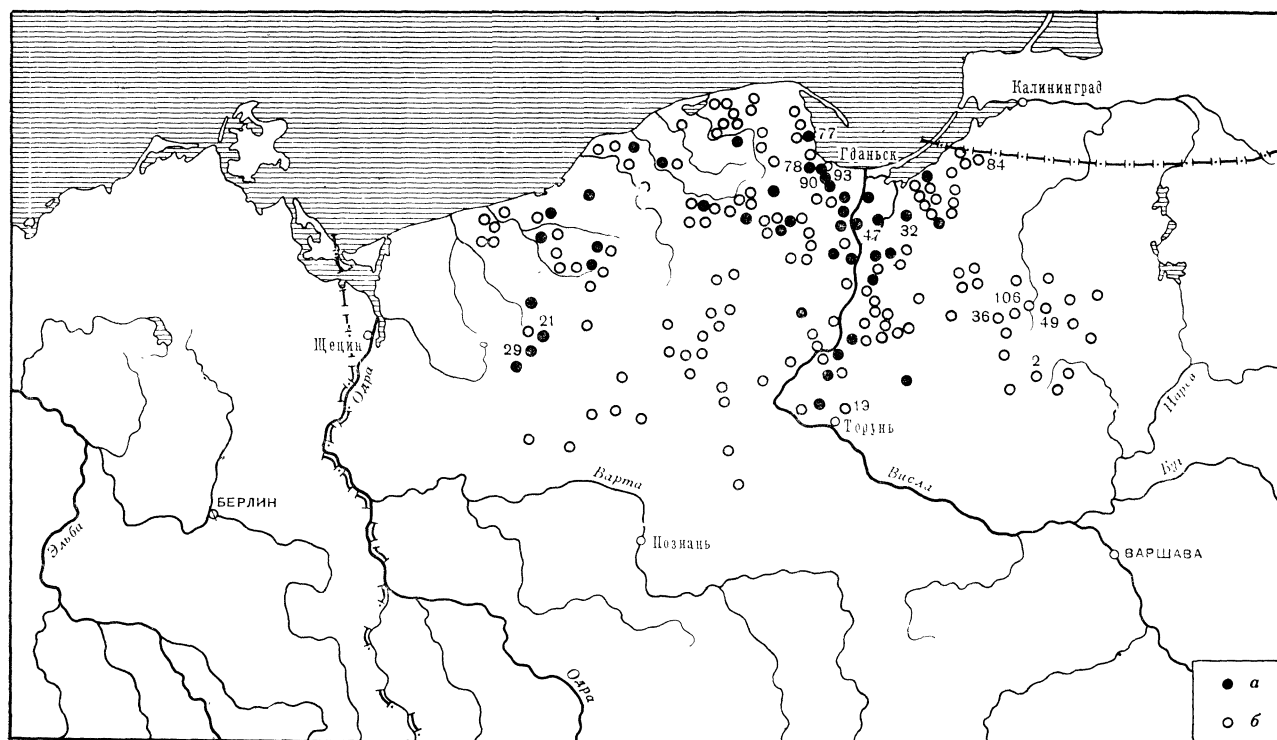 Калининград
77
Гданьск
84
78
93
90
32
47
106
36
49
21
Щецин
29
2
Одра
Нарев
19
Торунь
Варта
Висла
Буг
БЕРЛИН
Эльба
Познань
ВАРШАВА
Одра
а
б